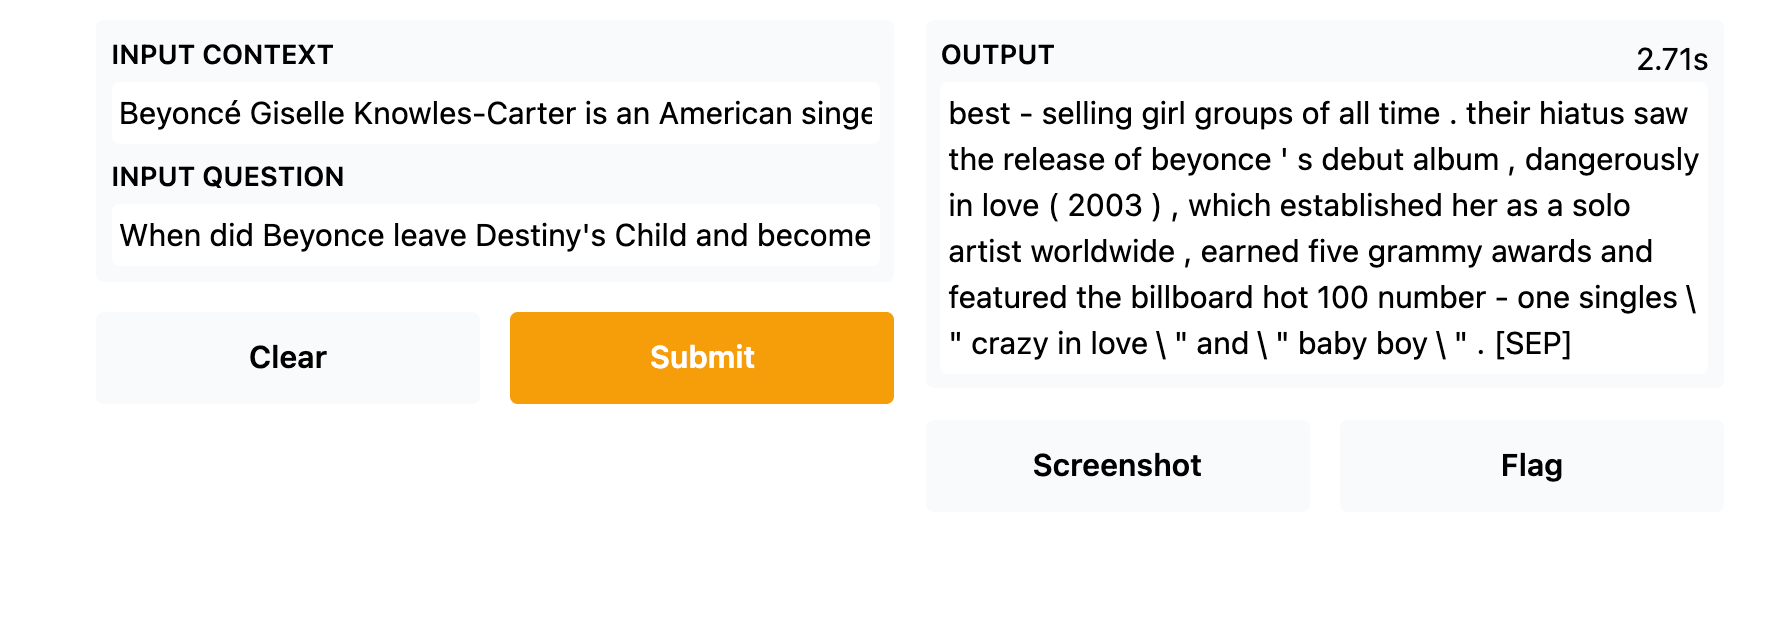 INPUT CONTEXT
Beyoncé Giselle Knowles-Carter is an American singe
INPUT QUESTION
When did Beyonce leave Destiny's Child and become
Clear
Submit
OUTPUT
2.71s
best - selling girl groups of all time . their hiatus saw
the release of beyonce ' s debut album , dangerously
in love ( 2003 ) , which established her as a solo
artist worldwide , earned five grammy awards and
featured the billboard hot 100 number - one singles \
" crazy in love \ " and \ " baby boy \ " . [SEP]
Screenshot
Flag